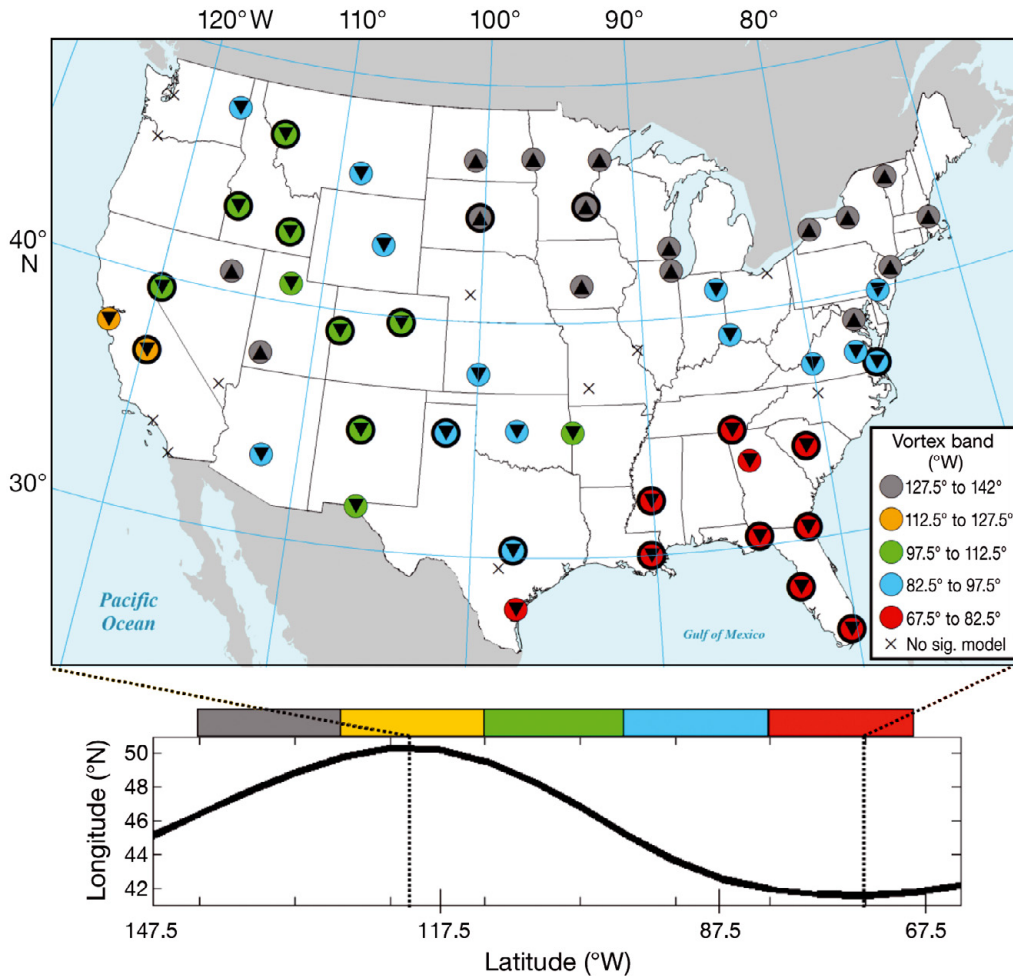 120°W 110° 100° 90° 80°
40°
N
30°
Pacific
Ocean
Gulf of Mexico
Vortex band
(°W)
127.5° to 142°
112.5° to 127.5°
97.5° to 112.5°
82.5° to 97.5°
67.5° to 82.5°
No sig. model
Longitude (°N)
50
48
46
44
42
147.5 117.5 87.5 67.5
Latitude (°W)